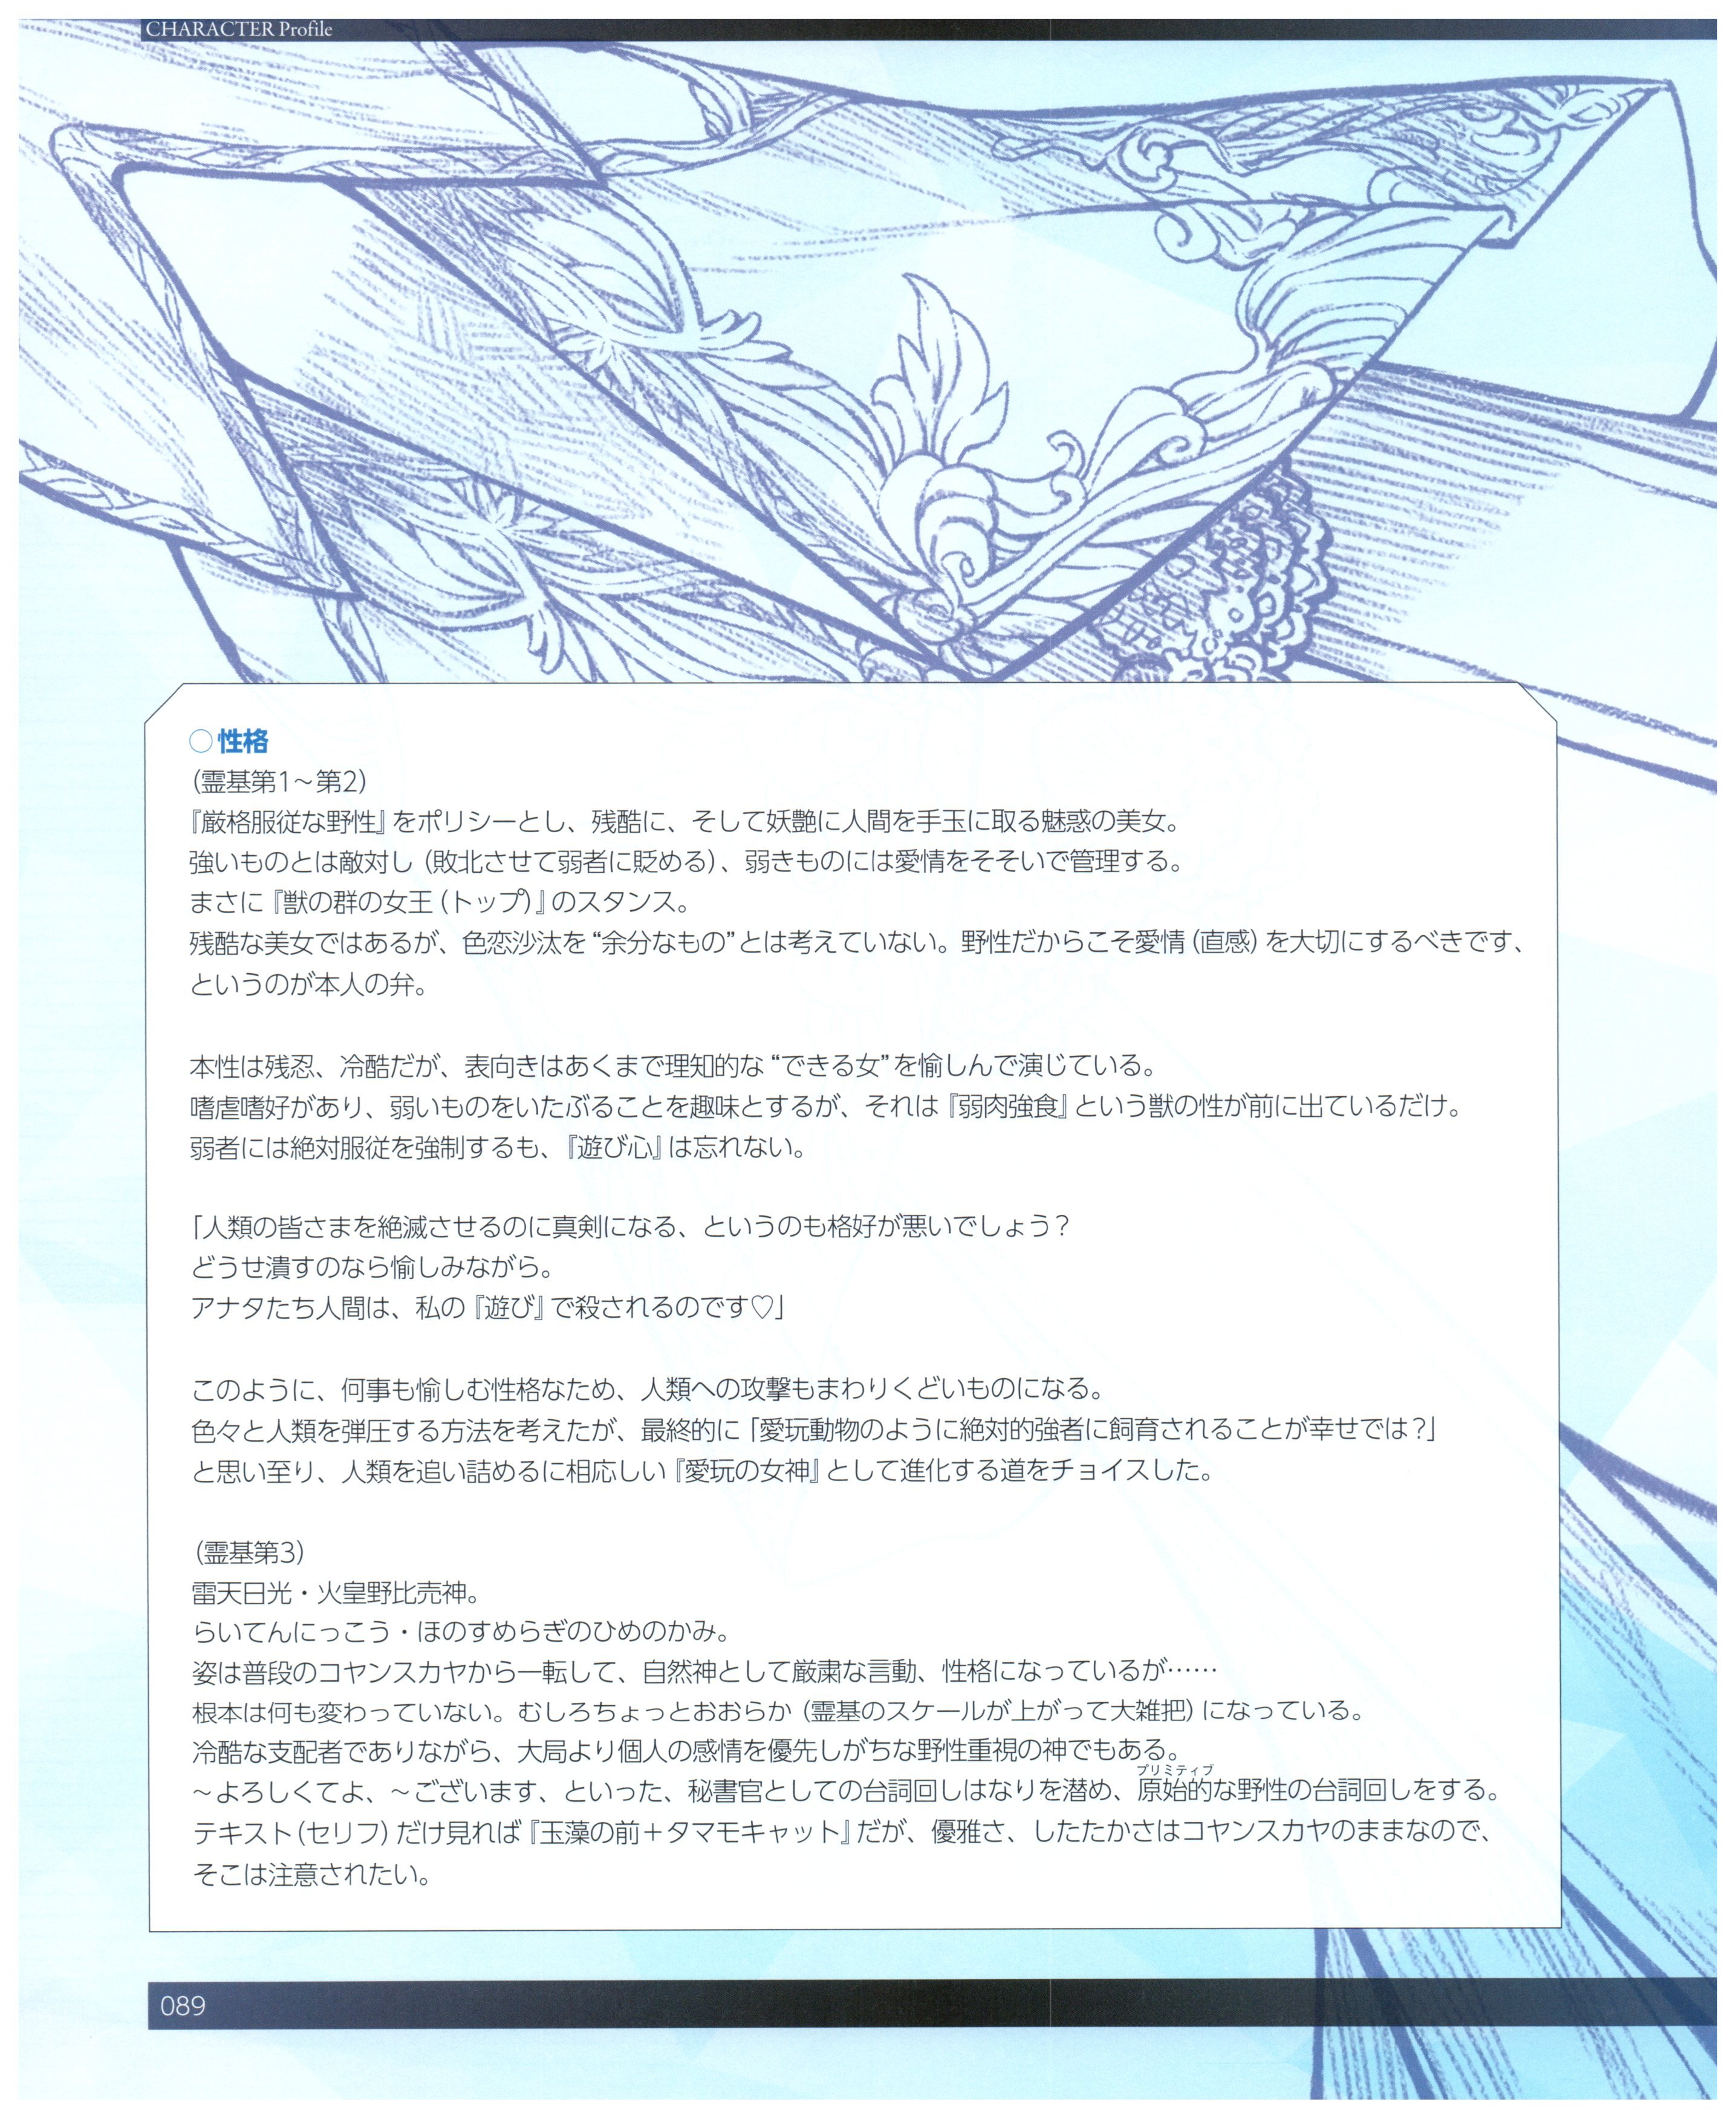 CHARACTER Profile
○性格
（霊基第1～第2）
『厳格服従な野性』をポリシーとし、残酷に、そして妖艶に人間を手玉に取る魅惑の美女。
強いものとは敵対し（敗北させて弱者に貶める）、弱きものには愛情をそそいで管理する。
まさに『獣の群の女王（トップ）』のスタンス。
残酷な美女ではあるが、色恋沙汰を“余分なもの”とは考えていない。野性だからこそ愛情（直感）を大切にするべきです、
というのが本人の弁。
本性は残忍、冷酷だが、表向きはあくまで理知的な“できる女”を愉しんで演じている。
嗜虐嗜好があり、弱いものをいたぶることを趣味とするが、それは『弱肉強食』という獣の性が前に出ているだけ。
弱者には絶対服従を強制するも、『遊び心』は忘れない。
「人類の皆さまを絶滅させるのに真剣になる、というのも格好が悪いでしょう？
どうせ潰すのなら愉しみながら。
アナタたち人間は、私の『遊び』で殺されるのです♡」
このように、何事も愉しむ性格なため、人類への攻撃もまわりくどいものになる。
色々と人類を弾圧する方法を考えたが、最終的に「愛玩動物のように絶対的強者に飼育されることが幸せでは？」
と思い至り、人類を追い詰めるに相応しい『愛玩の女神』として進化する道をチョイスした。
（霊基第3）
雷天日光・火皇野比売神。
らいてんにっこう・ほのすめらぎのひめのかみ。
姿は普段のコヤンスカヤから一転して、自然神として厳粛な言動、性格になっているが……
根本は何も変わっていない。むしろちょっとおおらか（霊基のスケールが上がって大雑把）になっている。
冷酷な支配者でありながら、大局より個人の感情を優先しがちな野性重視の神でもある。
プリミティブ
～よろしくてよ、～ございます、といった、秘書官としての台詞回しはなりを潜め、原始的な野性の台詞回しをする。
テキスト（セリフ）だけ見れば『玉藻の前＋タマモキャット』だが、優雅さ、したたかさはコヤンスカヤのままなので、
そこは注意されたい。
089